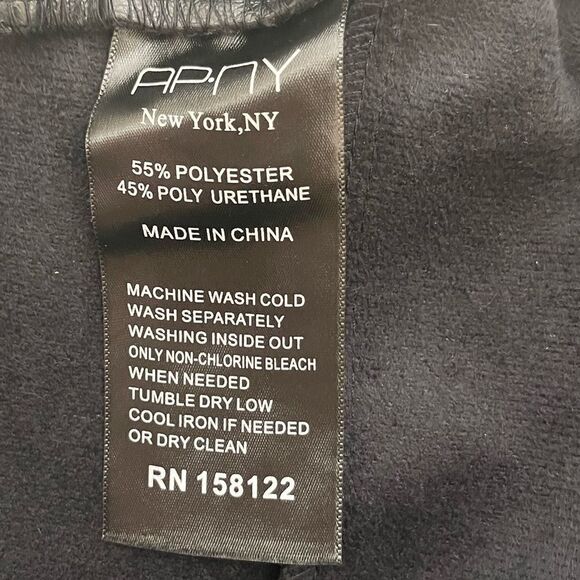 AP·NY
New York,NY
55% POLYESTER
45% POLY URETHANE
MADE IN CHINA
MACHINE WASH COLD
WASH SEPARATELY
WASHING INSIDE OUT
ONLY NON-CHLORINE BLEACH
WHEN NEEDED
TUMBLE DRY LOW
COOL IRON IF NEEDED
OR DRY CLEAN
RN 158122